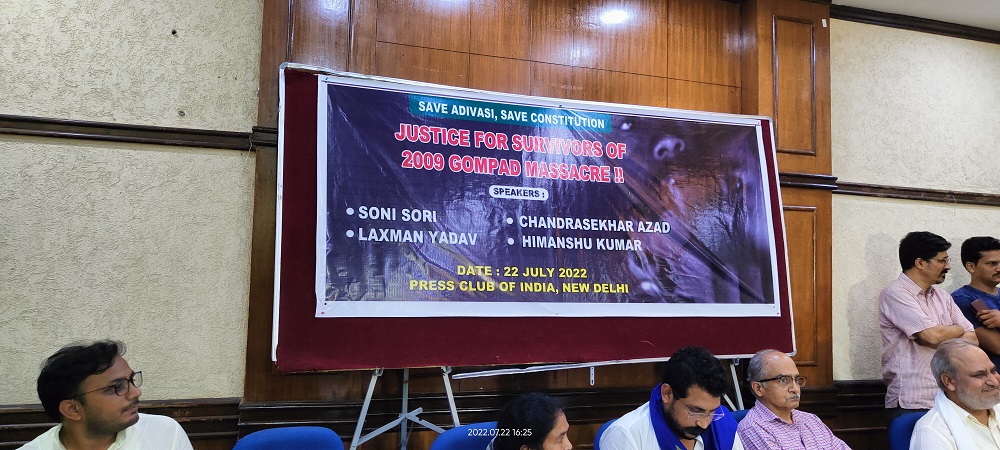 SAVE ADIVASI, SAVE CONSTITUTION
JUSTICE FOR SURVIVORS OF
2009 GOMPAD MASSACRE !!
SPEAKERS :
• SONI SORI
• LAXMAN YADAV
• CHANDRASEKHAR AZAD
• HIMANSHU KUMAR
DATE : 22 JULY 2022
PRESS CLUB OF INDIA, NEW DELHI
2022.07.22 16:25